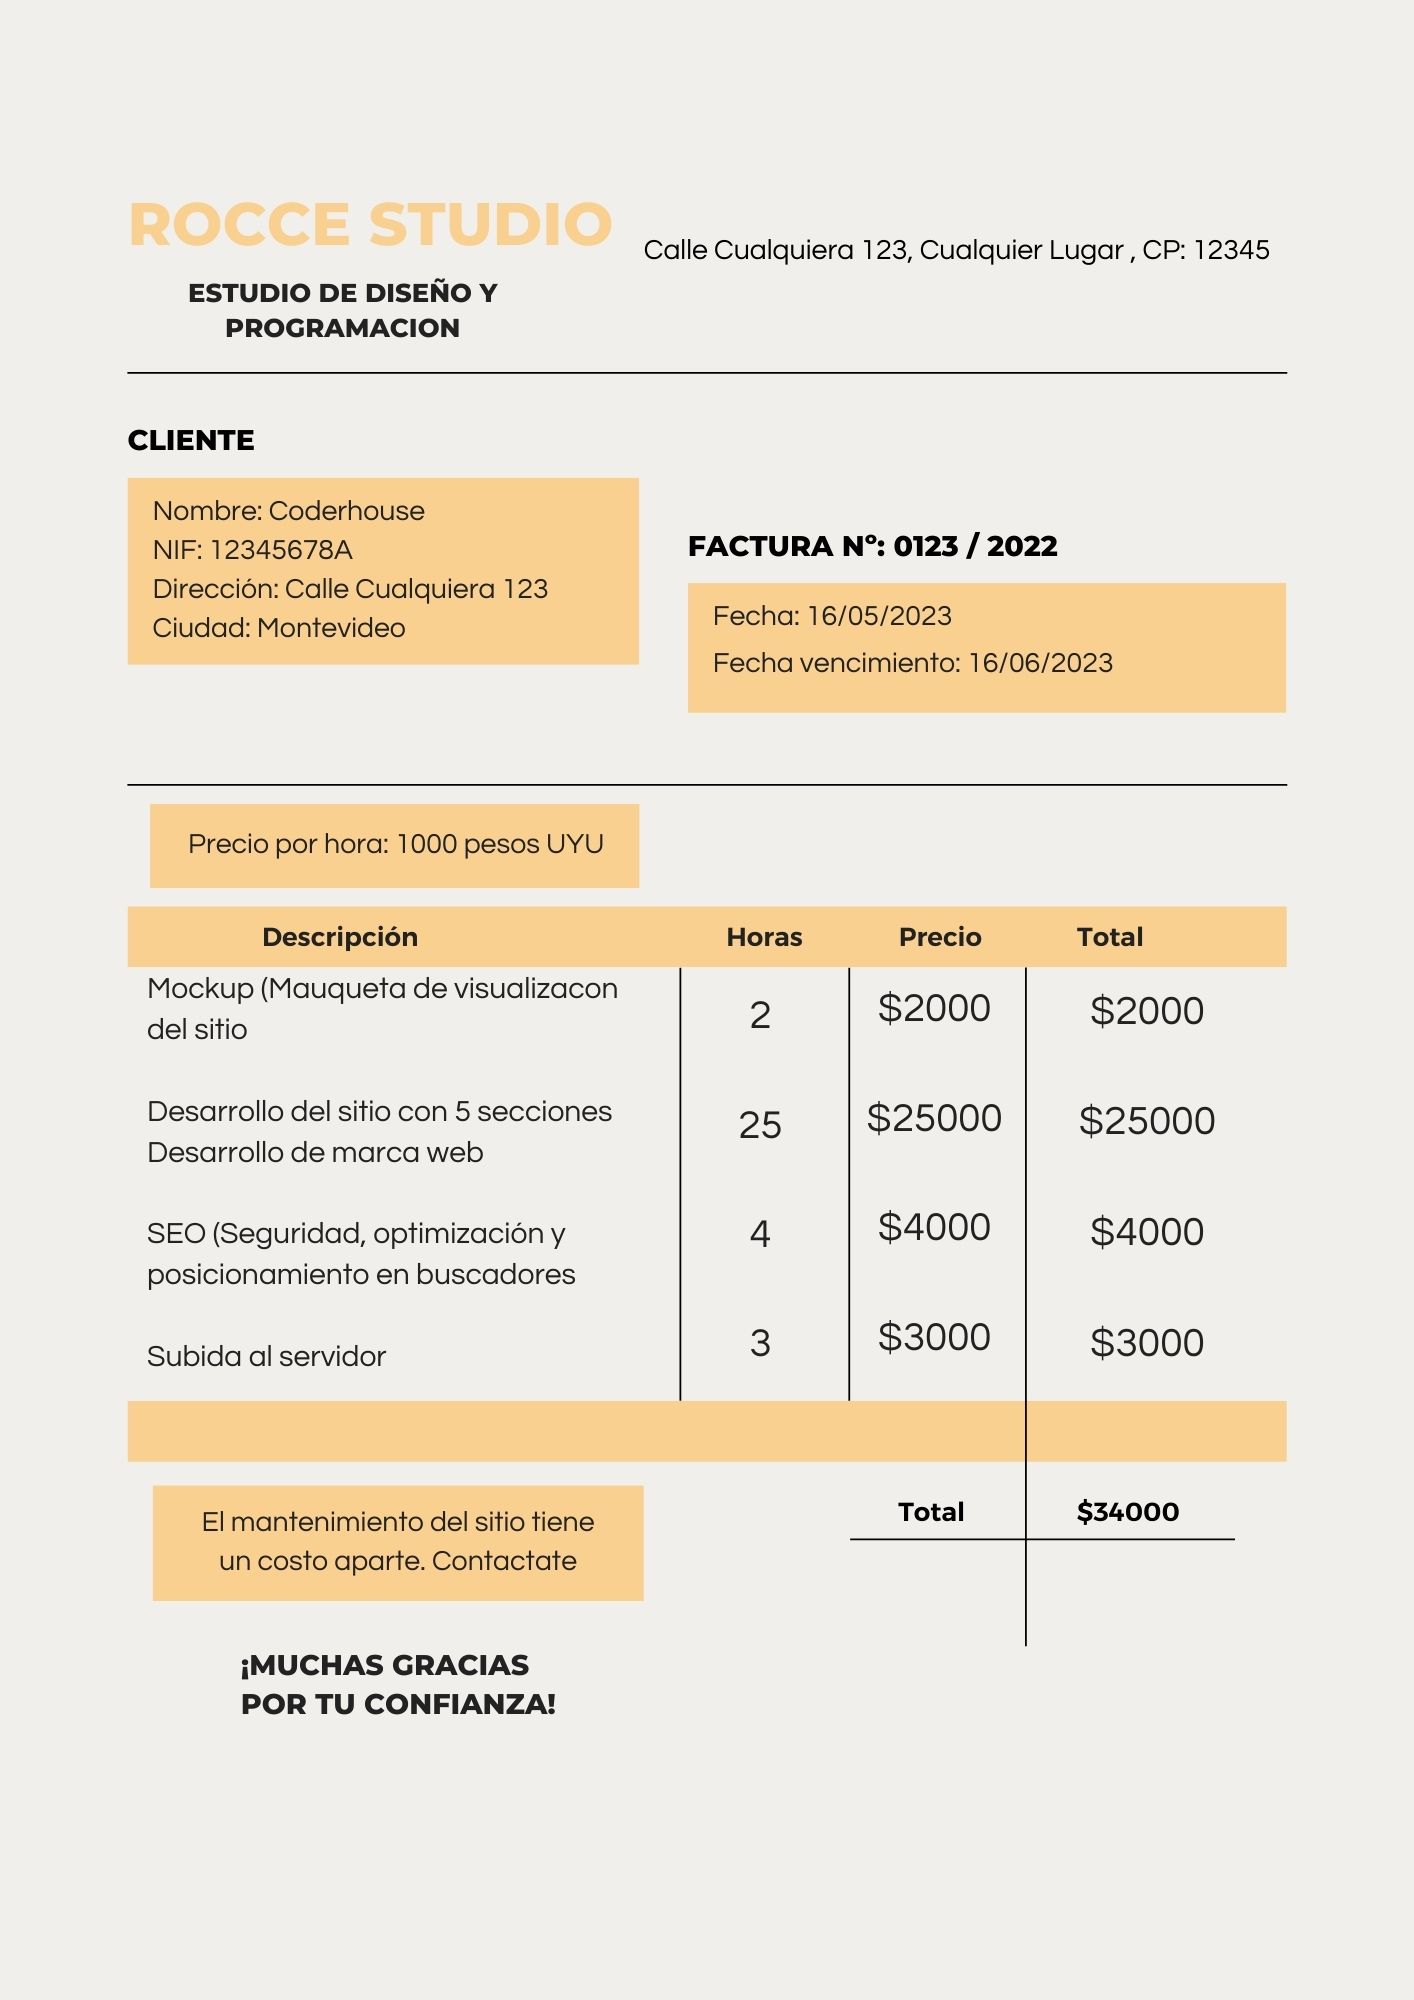 ROCCE STUDIO
Calle Cualquiera 123, Cualquier Lugar , CP: 12345
ESTUDIO DE DISEÑO Y
PROGRAMACION
CLIENTE
Nombre: Coderhouse
NIF: 12345678A
Dirección: Calle Cualquiera 123
Ciudad: Montevideo
FACTURA Nº: 0123 / 2022
Fecha: 16/05/2023
Fecha vencimiento: 16/06/2023
Precio por hora: 1000 pesos UYU
Descripción Horas Precio Total
Mockup (Mauqueta de visualizacon
del sitio
2 $2000 $2000
Desarrollo del sitio con 5 secciones
Desarrollo de marca web
25 $25000 $25000
SEO (Seguridad, optimización y
posicionamiento en buscadores
4 $4000 $4000
Subida al servidor
3 $3000 $3000
Total $34000
El mantenimiento del sitio tiene
un costo aparte. Contactate
¡MUCHAS GRACIAS
POR TU CONFIANZA!